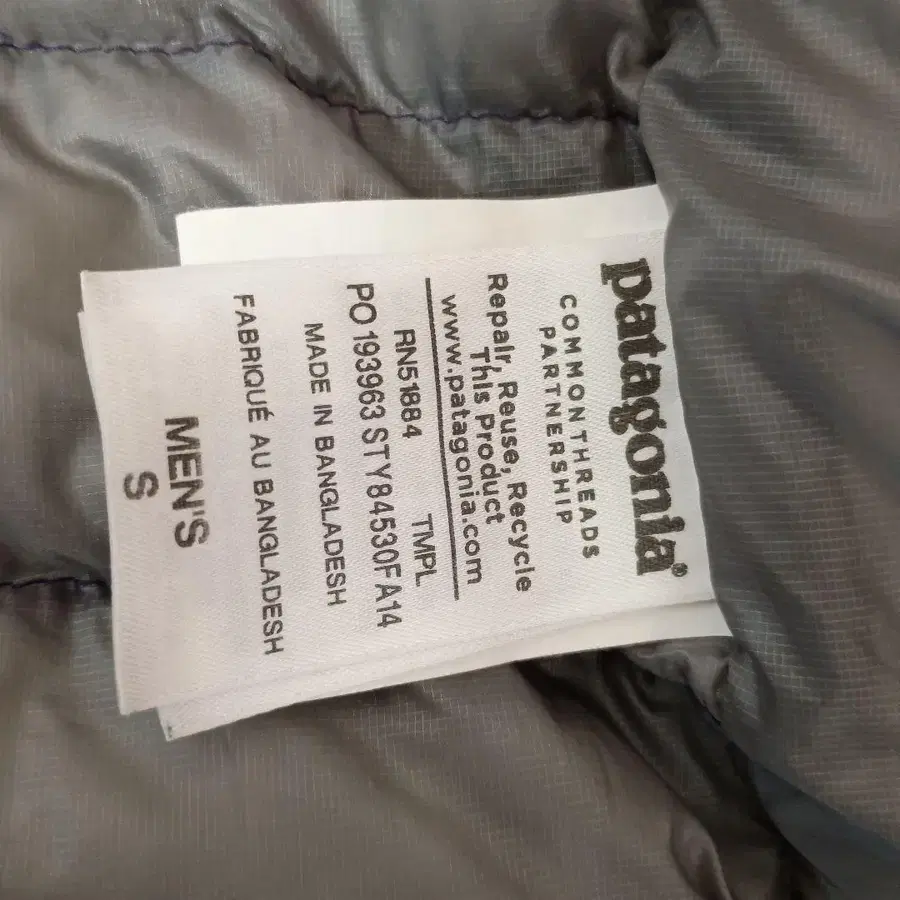 patagonia®
COMMONTHREADS
PARTNERSHIP
Repair, Reuse, Recycle
This Product
www.patagonia.com
RN51884 TMPL
PO 193963 STY84530FA14
MADE IN BANGLADESH
FABRIQUÉ AU BANGLADESH
MEN'S
S